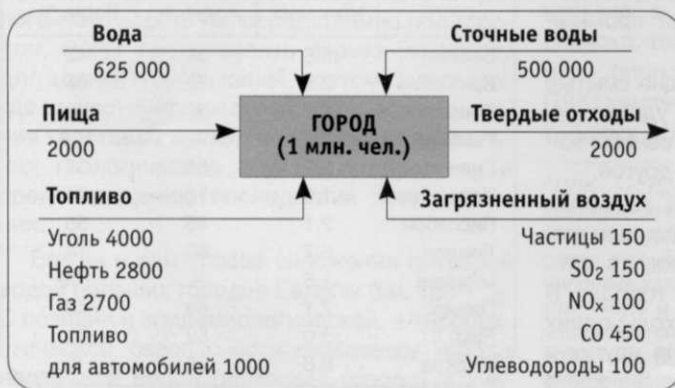 Вода
625 000
Пища
2000
Топливо
Уголь 4000
Нефть 2800
Газ 2700
Топливо
для автомобилей 1000
ГОРОД
(1 млн. чел.)
Сточные воды
500 000
Твердые отходы
2000
Загрязненный воздух
Частицы 150
SO₂ 150
NOₓ 100
CO 450
Углеводороды 100